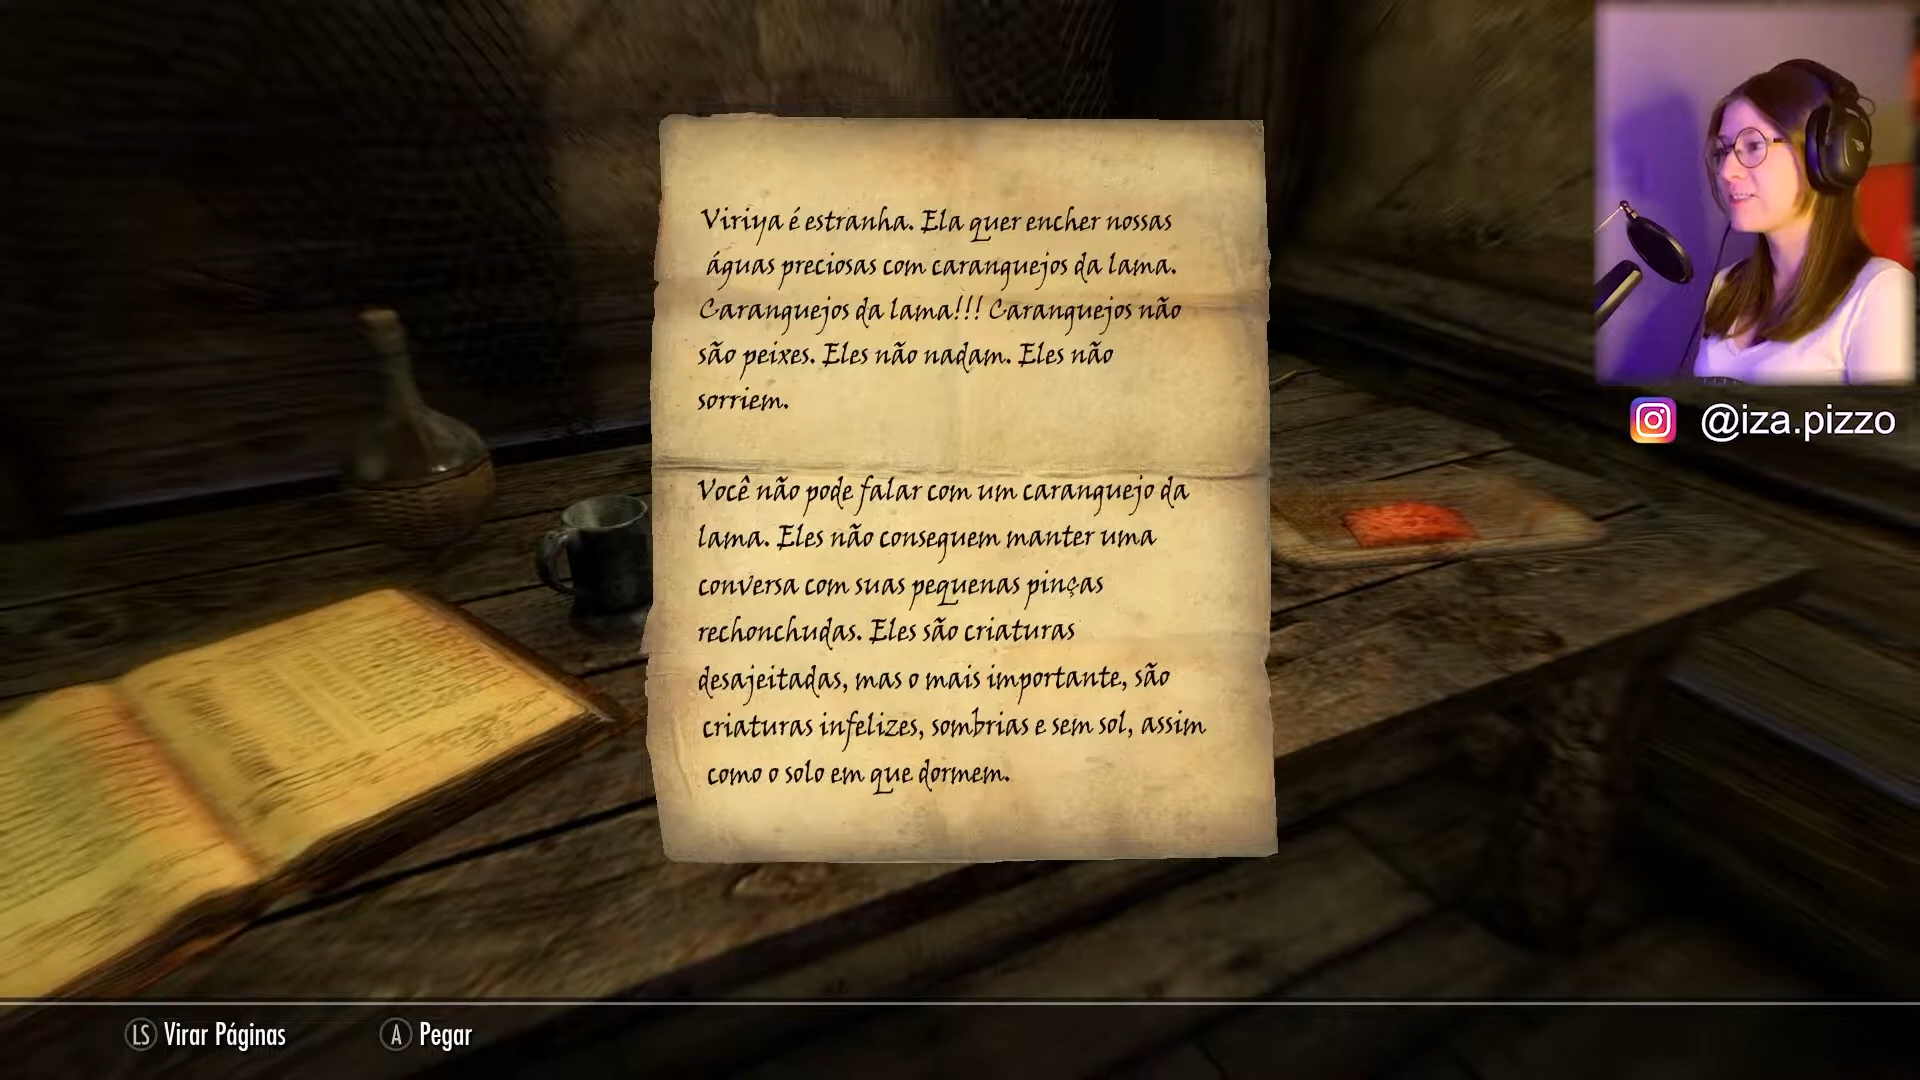 Viriya é estranha. Ela quer encher nossas
águas preciosas com caranguejos da lama.
Caranguejos da lama!!! Caranguejos não
são peixes. Eles não nadam. Eles não
sorriem.
Você não pode falar com um caranguejo da
lama. Eles não conseguem manter uma
conversa com suas pequenas pinças
rechonchudas. Eles são criaturas
desajeitadas, mas o mais importante, são
criaturas infelizes, sombrias e sem sol, assim
como o solo em que dormem.
@iza.pizzo
LS Virar Páginas
A Pegar